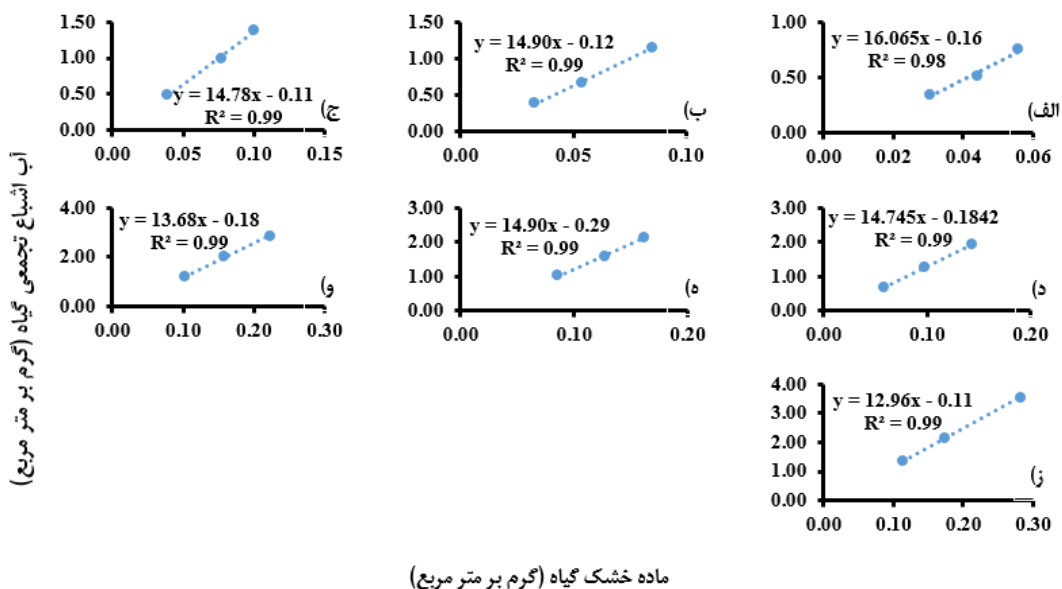 آب اشباع تجمعی گیاه (گرم بر متر مربع)
1.50
1.00
0.50
0.00
y = 14.78x - 0.11
R² = 0.99
ج)
0.00 0.05 0.10 0.15
1.50
1.00
0.50
0.00
y = 14.90x - 0.12
R² = 0.99
ب)
0.00 0.05 0.10
1.00
0.50
0.00
y = 16.065x - 0.16
R² = 0.98
الف)
0.00 0.02 0.04 0.06
4.00
2.00
0.00
y = 13.68x - 0.18
R² = 0.99
و)
0.00 0.10 0.20 0.30
3.00
2.00
1.00
0.00
y = 14.90x - 0.29
R² = 0.99
ه)
0.00 0.10 0.20
3.00
2.00
1.00
0.00
y = 14.745x - 0.1842
R² = 0.99
د)
0.00 0.10 0.20
4.00
3.00
2.00
1.00
0.00
y = 12.96x - 0.11
R² = 0.99
ز)
0.00 0.10 0.20 0.30
ماده خشک گیاه (گرم بر متر مربع)